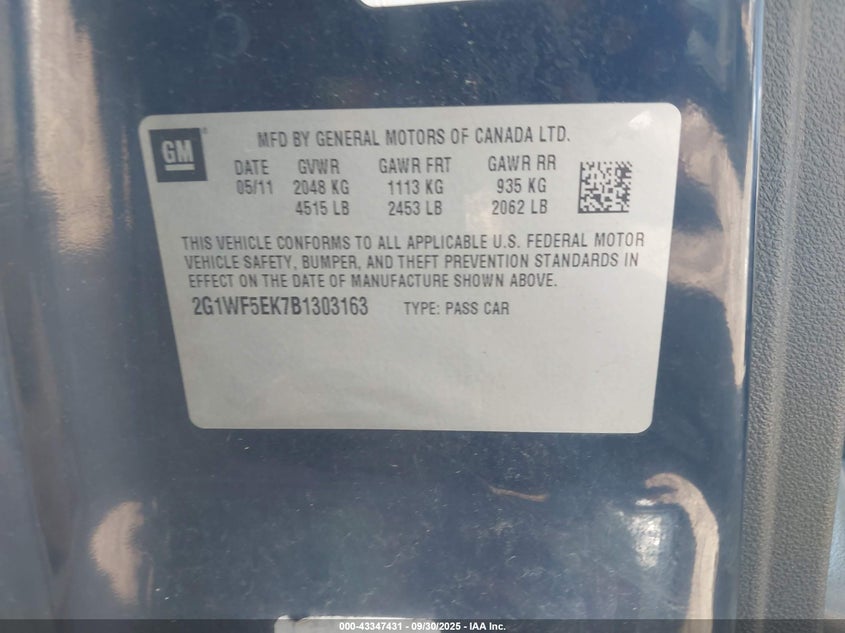 GM
MFD BY GENERAL MOTORS OF CANADA LTD.
DATE GVWR GAWR FRT GAWR RR
05/11 2048 KG 1113 KG 935 KG
4515 LB 2453 LB 2062 LB
THIS VEHICLE CONFORMS TO ALL APPLICABLE U.S. FEDERAL MOTOR
VEHICLE SAFETY, BUMPER, AND THEFT PREVENTION STANDARDS IN
EFFECT ON THE DATE OF MANUFACTURE SHOWN ABOVE.
2G1WF5EK7B1303163 TYPE: PASS CAR
000-43347431 - 09/30/2025 - IAA Inc.